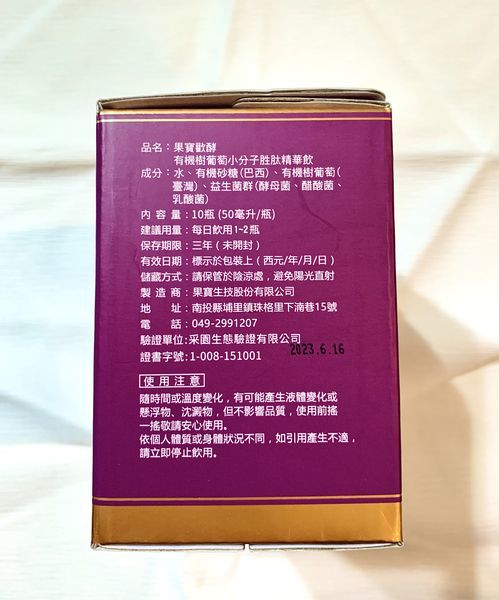 品名：果寶歡酵
有機樹葡萄小分子胜肽精華飲
成分：水、有機砂糖(巴西)、有機樹葡萄(
臺灣)、益生菌群(酵母菌、醋酸菌、
乳酸菌)
內容量：10瓶 (50毫升/瓶)
建議用量：每日飲用1~2瓶
保存期限：三年（未開封）
有效日期：標示於包裝上（西元/年/月/日）
儲藏方式：請保管於陰涼處，避免陽光直射
製造商：果寶生技股份有限公司
地址：南投縣埔里鎮珠格里下湳巷15號
電話：049-2991207
驗證單位:采園生態驗證有限公司
證書字號:1-008-151001
2023.6.16
使用注意
隨時間或溫度變化，有可能產生液體變化或
懸浮物、沈澱物，但不影響品質，使用前搖
一搖敬請安心使用。
依個人體質或身體狀況不同，如引用產生不適，
請立即停止飲用。